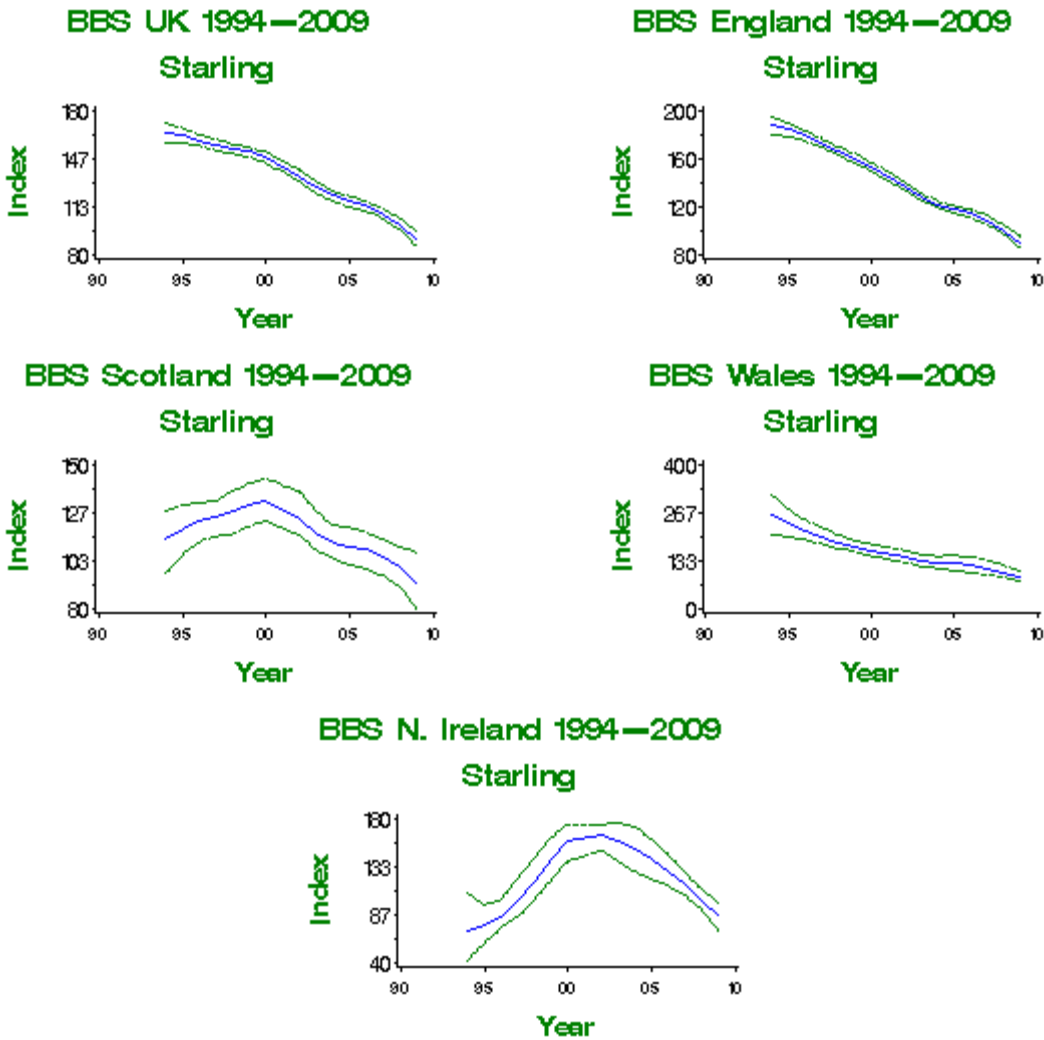 BBS UK 1994—2009
Starling
Index
180
147
113
80
90 95 00 05 10
Year
BBS England 1994—2009
Starling
Index
200
160
120
80
90 95 00 05 10
Year
BBS Scotland 1994—2009
Starling
Index
150
127
103
80
90 95 00 05 10
Year
BBS Wales 1994—2009
Starling
Index
400
267
133
0
90 95 00 05 10
Year
BBS N. Ireland 1994—2009
Starling
Index
180
133
87
40
90 95 00 05 10
Year